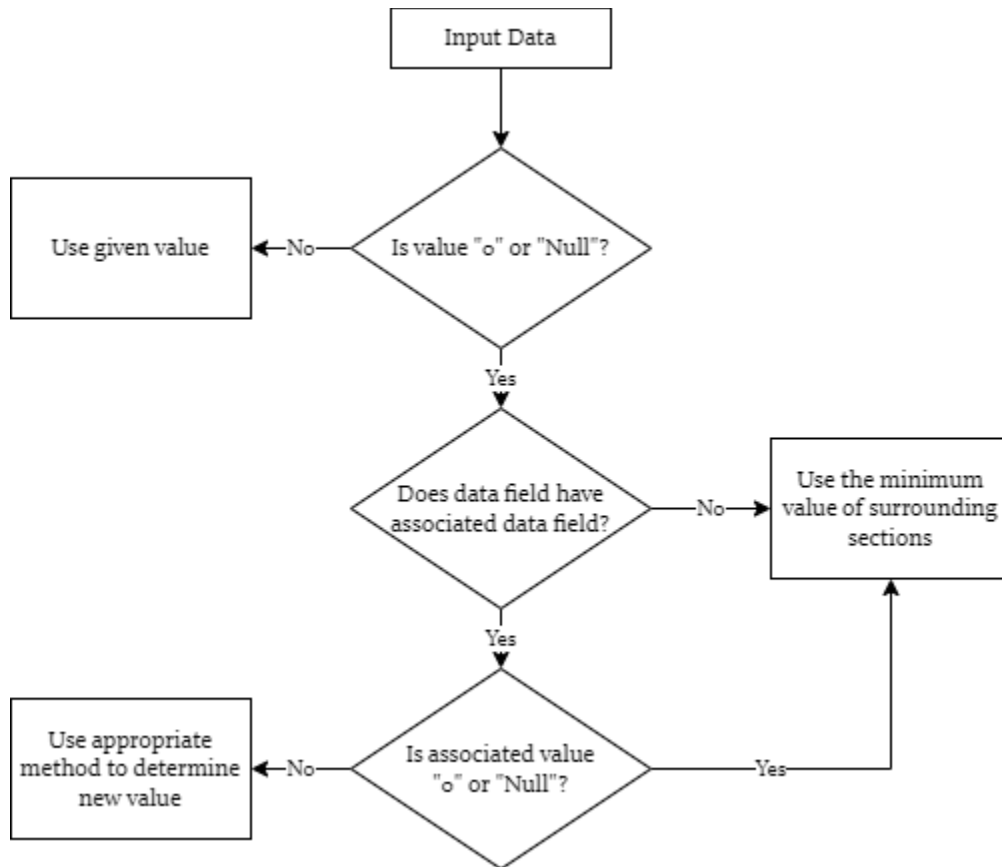 Input Data
Is value "0" or "Null"?
No
Use given value
Yes
Does data field have
associated data field?
No
Use the minimum
value of surrounding
sections
Yes
Is associated value
"0" or "Null"?
No
Use appropriate
method to determine
new value
Yes